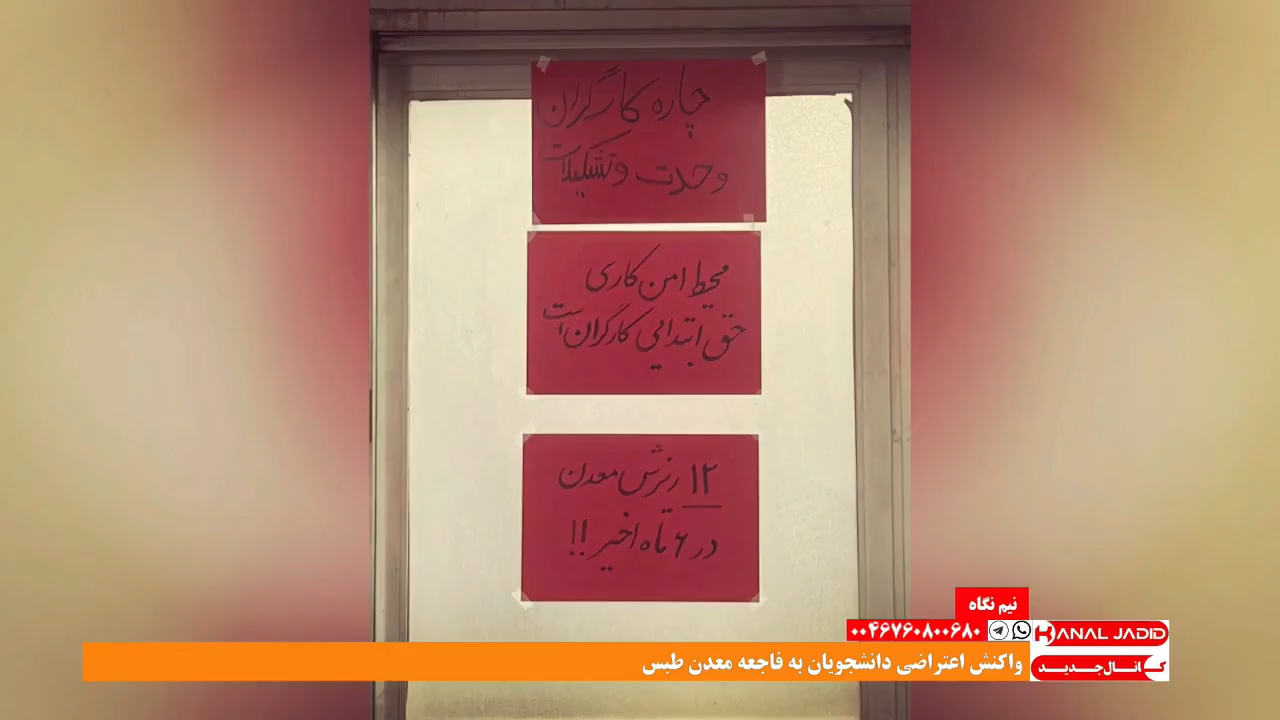 چاره کارگران
وحدت و تشکیلات
محیط امن کاری
حق ابتدایی کارگران است
۱۲ ریزش معدن
در ۶ ماه اخیر!!
نیم نگاه
۰۰۴۶۷۶۰۸۰۰۶۸۰
KANAL JADID
کانال جدید
واکنش اعتراضی دانشجویان به فاجعه معدن طبس